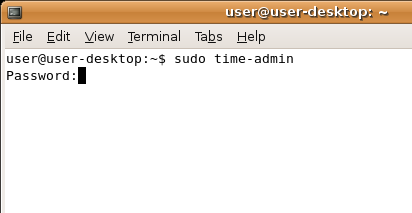 user@user-desktop: ~
File Edit View Terminal Tabs Help
user@user-desktop:~$ sudo time-admin
Password: